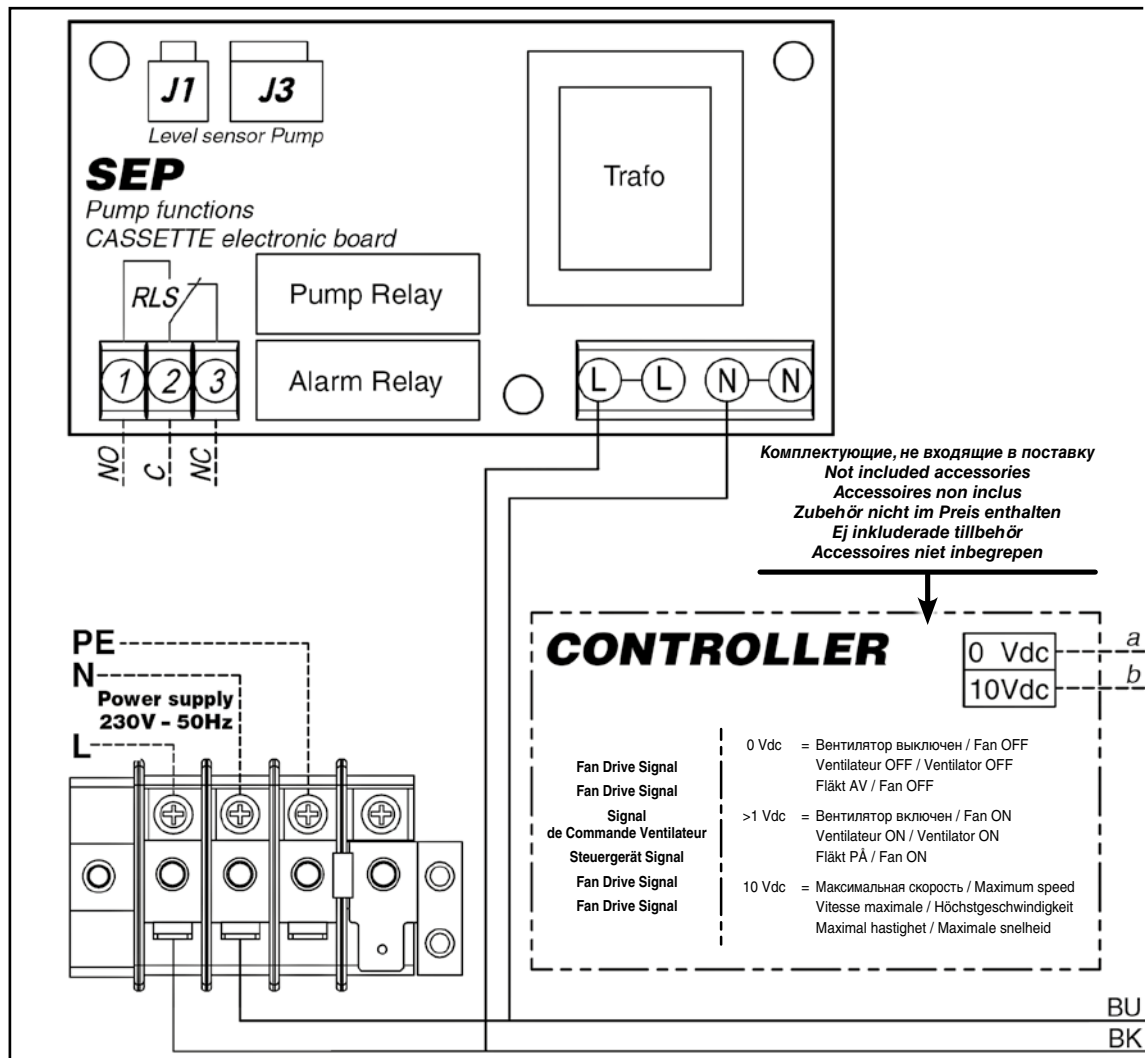 J1
J3
Level sensor Pump
SEP
Pump functions
CASSETTE electronic board
Trafo
RLS
Pump Relay
Alarm Relay
1 2 3
L L N N
NO
C
NC
Комплектующие, не входящие в поставку
Not included accessories
Accessoires non inclus
Zubehör nicht im Preis enthalten
Ej inkluderade tillbehör
Accessoires niet inbegrepen
PE
N
Power supply
230V - 50Hz
L
CONTROLLER
0 Vdc
10Vdc
a
b
Fan Drive Signal
Fan Drive Signal
Signal
de Commande Ventilateur
Steuergerät Signal
Fan Drive Signal
Fan Drive Signal
0 Vdc = Вентилятор выключен / Fan OFF
Ventilateur OFF / Ventilator OFF
Fläkt AV / Fan OFF
>1 Vdc = Вентилятор включен / Fan ON
Ventilateur ON / Ventilator ON
Fläkt PÅ / Fan ON
10 Vdc = Максимальная скорость / Maximum speed
Vitesse maximale / Höchstgeschwindigkeit
Maximal hastighet / Maximale snelheid
BU
BK